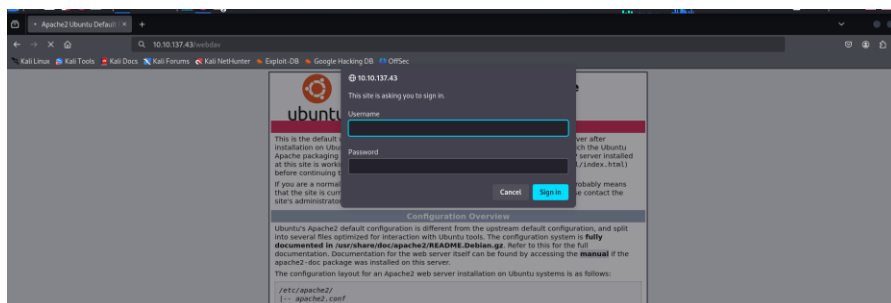 Apache2 Ubuntu Default
10.10.137.43/webdav
Kali Linux Kali Tools Kali Docs Kali Forums Kali NetHunter Exploit-DB Google Hacking DB OffSec
10.10.137.43
This site is asking you to sign in.
Username
Password
Cancel Sign in
ubuntu
This is the default
ver after
installation on Ubu
ch the Ubuntu
Apache packaging
server installed
at this site is worki
l/index.html)
before continuing
If you are a normal
robably means
that the site is curr
se contact the
site's administrato
Configuration Overview
Ubuntu's Apache2 default configuration is different from the upstream default configuration, and split
into several files optimized for interaction with Ubuntu tools. The configuration system is fully
documented in /usr/share/doc/apache2/README.Debian.gz. Refer to this for the full
documentation. Documentation for the web server itself can be found by accessing the manual if the
apache2-doc package was installed on this server.
The configuration layout for an Apache2 web server installation on Ubuntu systems is as follows:
/etc/apache2/
|-- apache2.conf